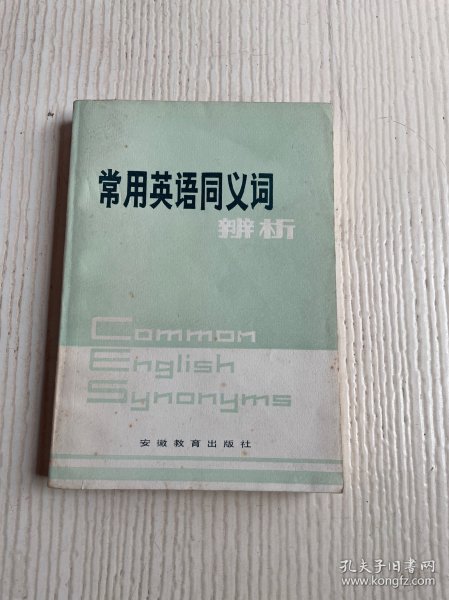 常用英语同义词
辨析
Common
English
Synonyms
安徽教育出版社
孔夫子旧书网
www.kongfz.com